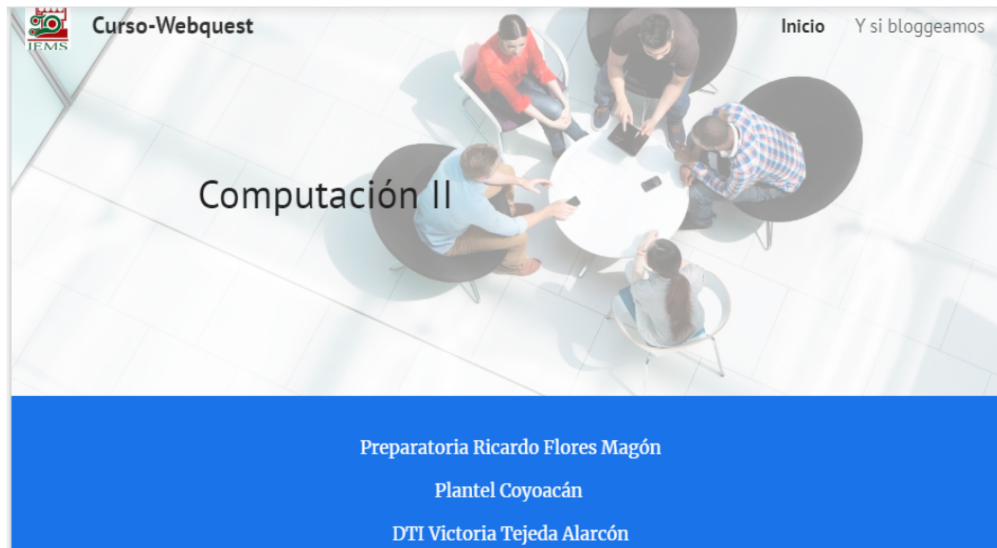 IEMS
Curso-Webquest
Inicio
Y si bloggeamos
Computación II
Preparatoria Ricardo Flores Magón
Plantel Coyoacán
DTI Victoria Tejeda Alarcón